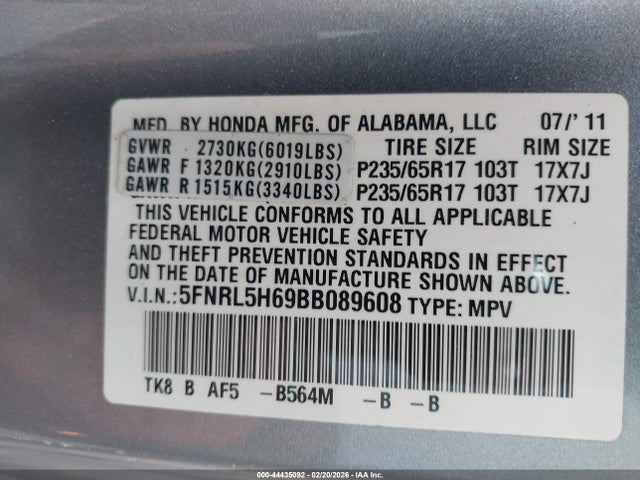 MFD. BY HONDA MFG. OF ALABAMA, LLC 07/'11
GVWR 2730KG(6019LBS) TIRE SIZE RIM SIZE
GAWR F 1320KG(2910LBS) P235/65R17 103T 17X7J
GAWR R 1515KG(3340LBS) P235/65R17 103T 17X7J
THIS VEHICLE CONFORMS TO ALL APPLICABLE
FEDERAL MOTOR VEHICLE SAFETY
AND THEFT PREVENTION STANDARDS IN EFFECT
ON THE DATE OF MANUFACTURE SHOWN ABOVE.
V.I.N.:5FNRL5H69BB089608 TYPE: MPV
TK8 B AF5 -B564M -B -B
000-44435092 - 02/20/2026 - IAA Inc.